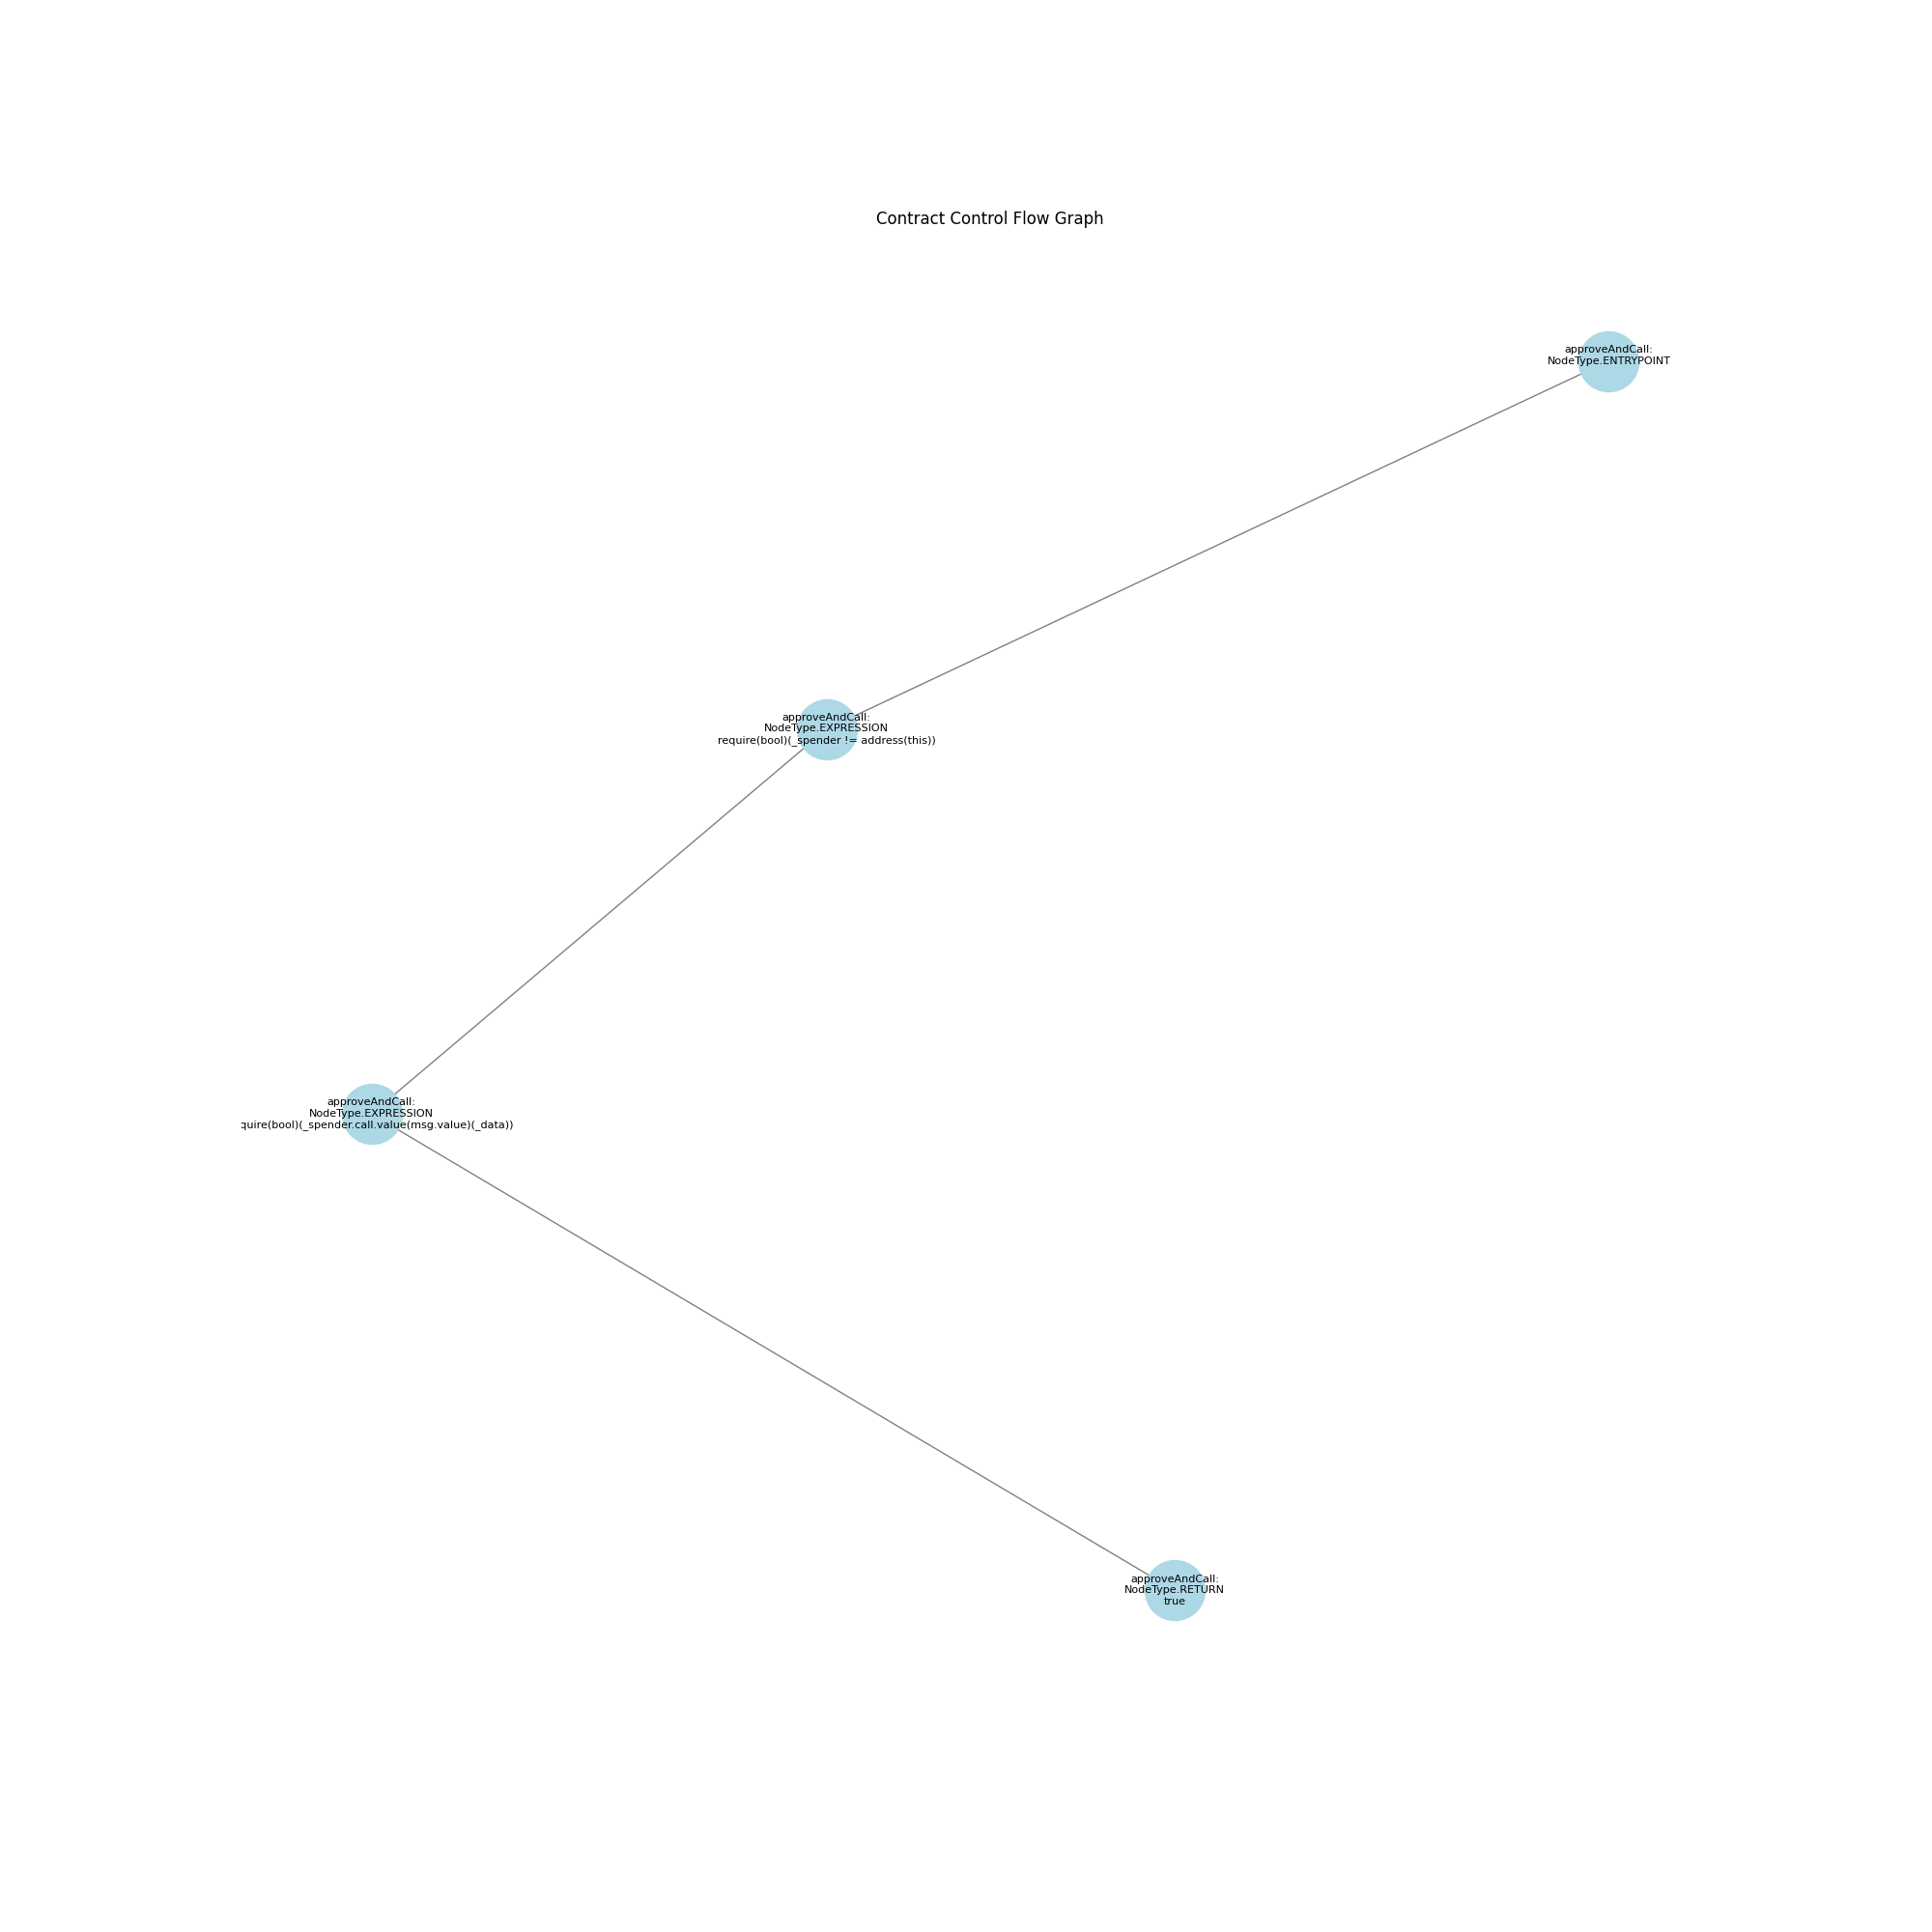 Contract Control Flow Graph
approveAndCall:
NodeType.ENTRYPOINT
approveAndCall:
NodeType.EXPRESSION
require(bool)(_spender != address(this))
approveAndCall:
NodeType.EXPRESSION
quire(bool)(_spender.call.value(msg.value)(_data))
approveAndCall:
NodeType.RETURN
true